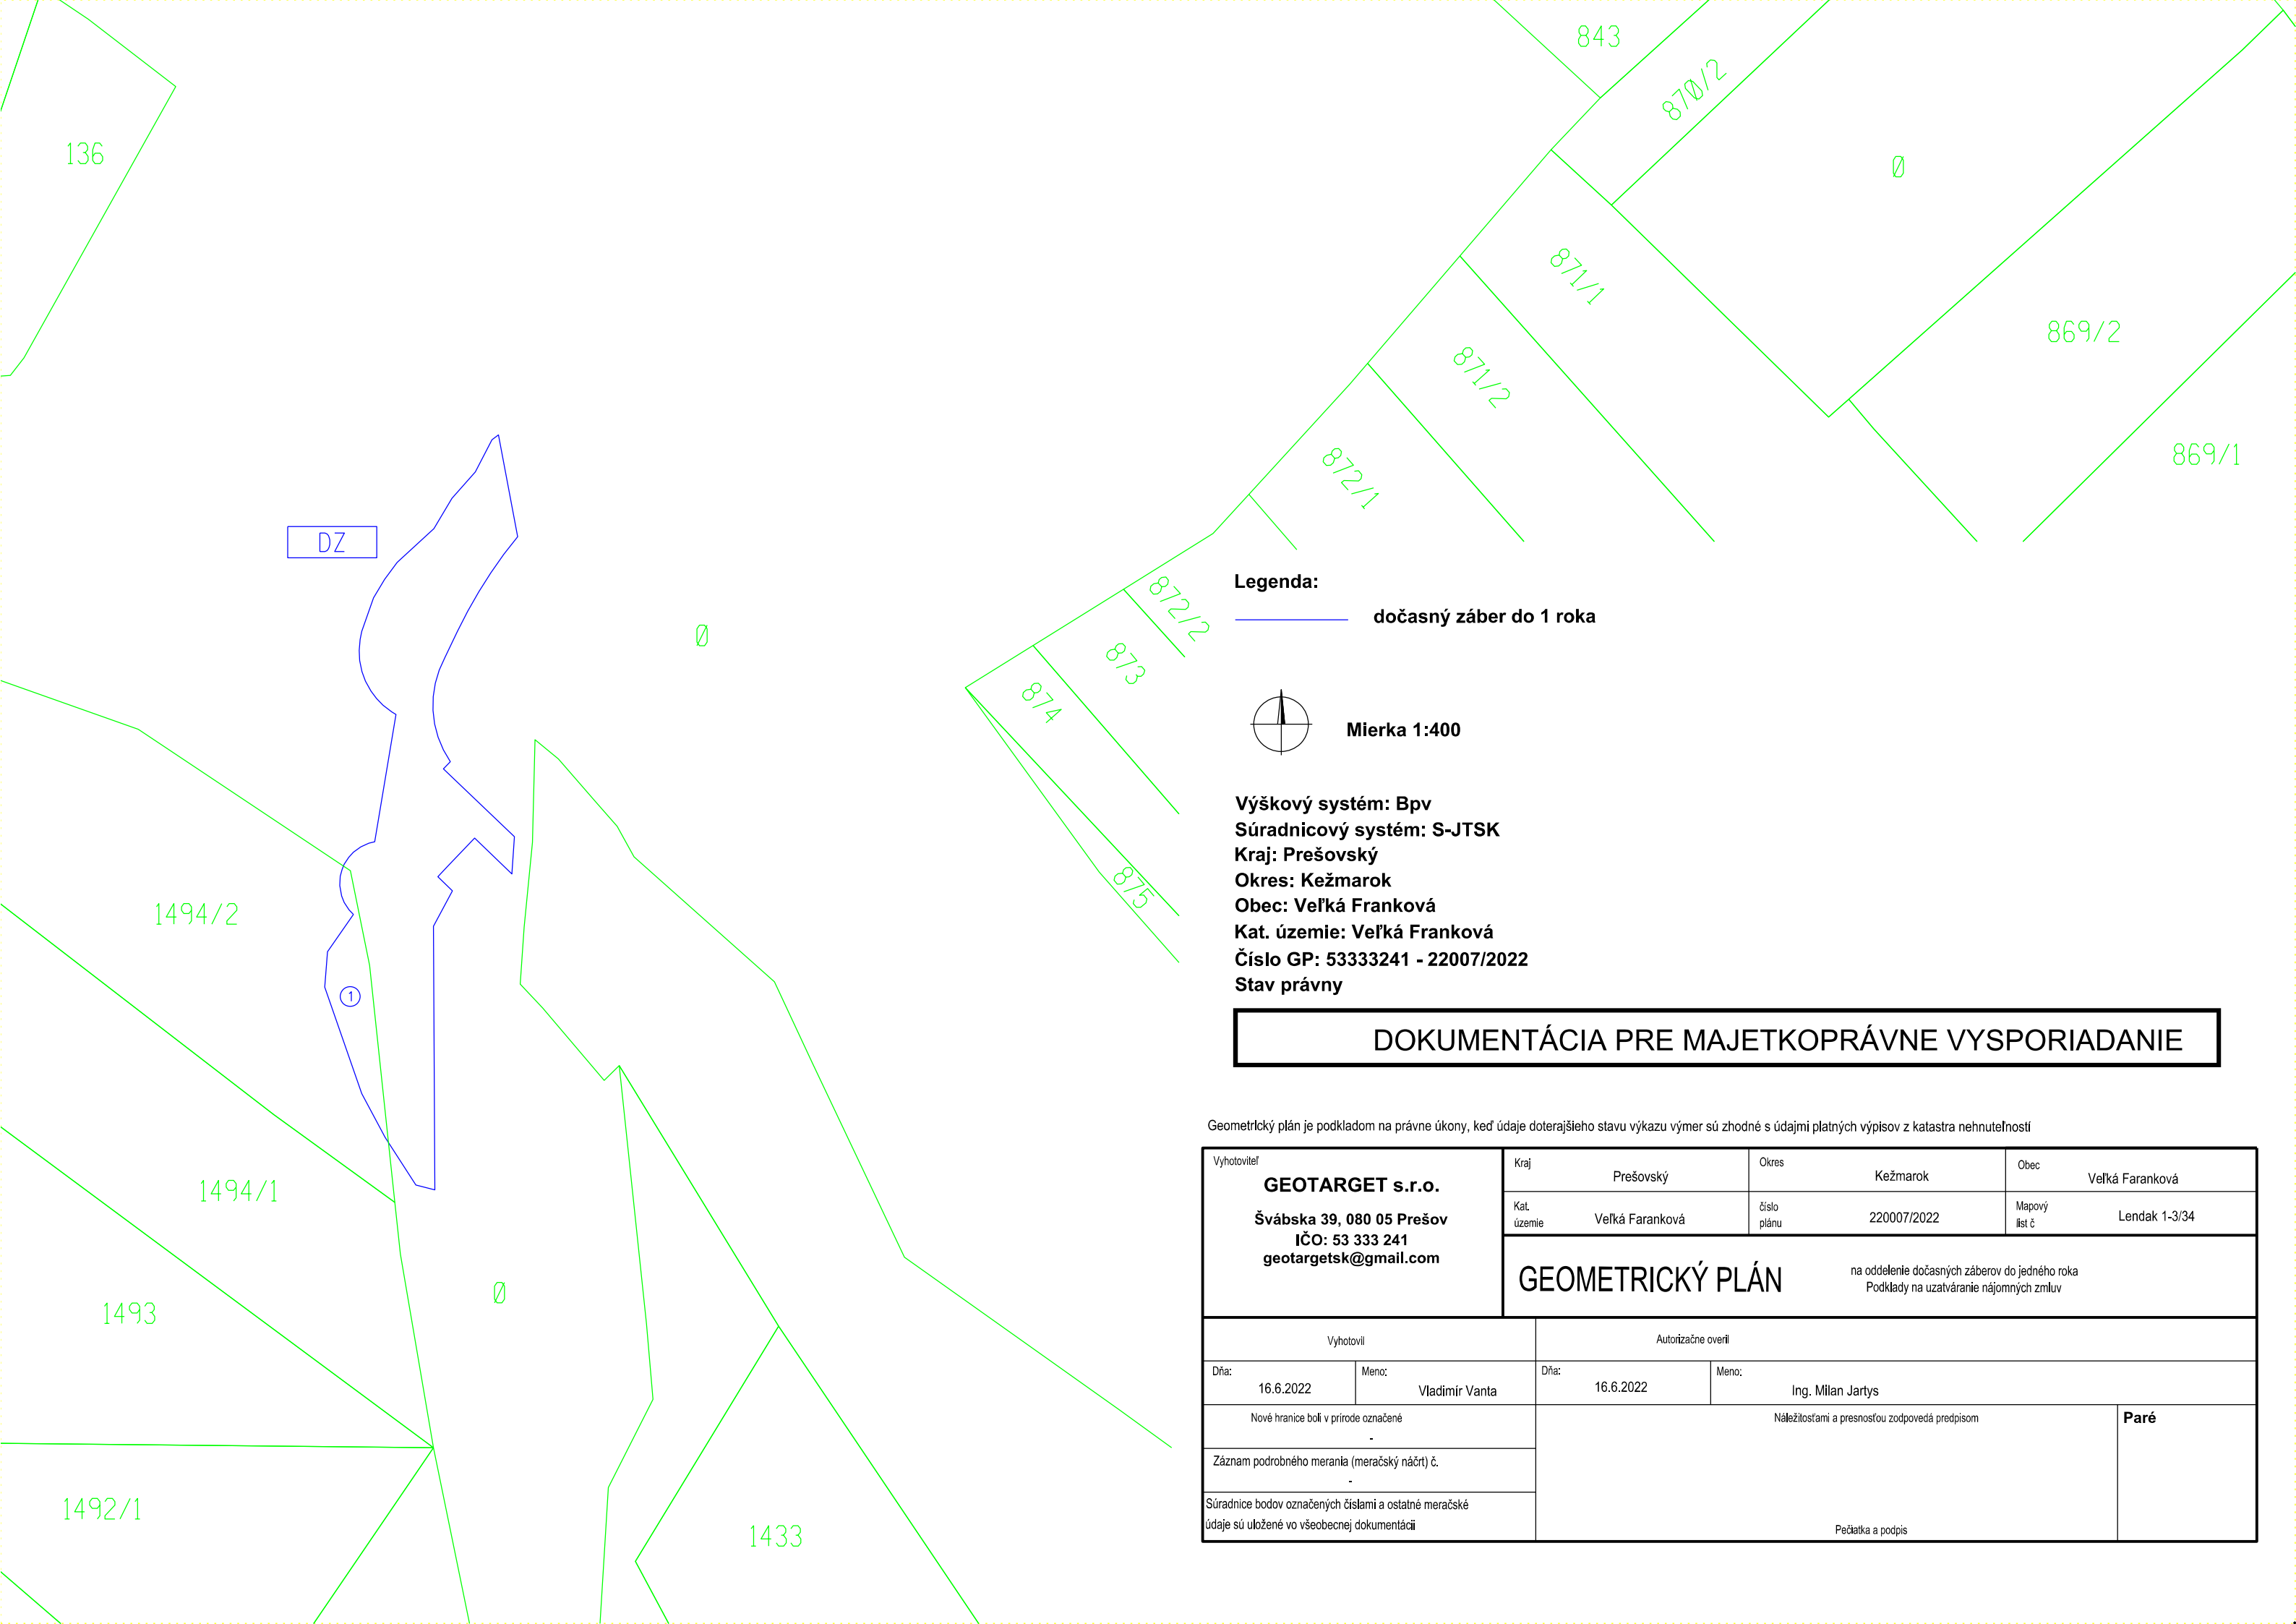 843
870/2
136
0
871/1
869/2
871/2
869/1
872/1
DZ
0
872/2
873
874
875
1494/2
1
1494/1
1493
0
1492/1
1433
Legenda:
dočasný záber do 1 roka
Mierka 1:400
Výškový systém: Bpv
Súradnicový systém: S-JTSK
Kraj: Prešovský
Okres: Kežmarok
Obec: Veľká Franková
Kat. územie: Veľká Franková
Číslo GP: 53333241 - 22007/2022
Stav právny
DOKUMENTÁCIA PRE MAJETKOPRÁVNE VYSPORIADANIE
Geometrický plán je podkladom na právne úkony, keď údaje doterajšieho stavu výkazu výmer sú zhodné s údajmi platných výpisov z katastra nehnuteľností
Vyhotoviteľ
GEOTARGET s.r.o.
Švábska 39, 080 05 Prešov
IČO: 53 333 241
geotargetsk@gmail.com
Kraj
Prešovský
Okres
Kežmarok
Obec
Veľká Faranková
Kat.
územie
Veľká Faranková
číslo
plánu
220007/2022
Mapový
list č
Lendak 1-3/34
GEOMETRICKÝ PLÁN
na oddelenie dočasných záberov do jedného roka
Podklady na uzatváranie nájomných zmluv
Vyhotovil
Autorizačne overil
Dňa:
16.6.2022
Meno:
Vladimír Vanta
Dňa:
16.6.2022
Meno:
Ing. Milan Jartys
Nové hranice boli v prírode označené
-
Záznam podrobného merania (meračský náčrt) č.
-
Súradnice bodov označených číslami a ostatné meračské
údaje sú uložené vo všeobecnej dokumentácii
Náležitosťami a presnosťou zodpovedá predpisom
Pečiatka a podpis
Paré